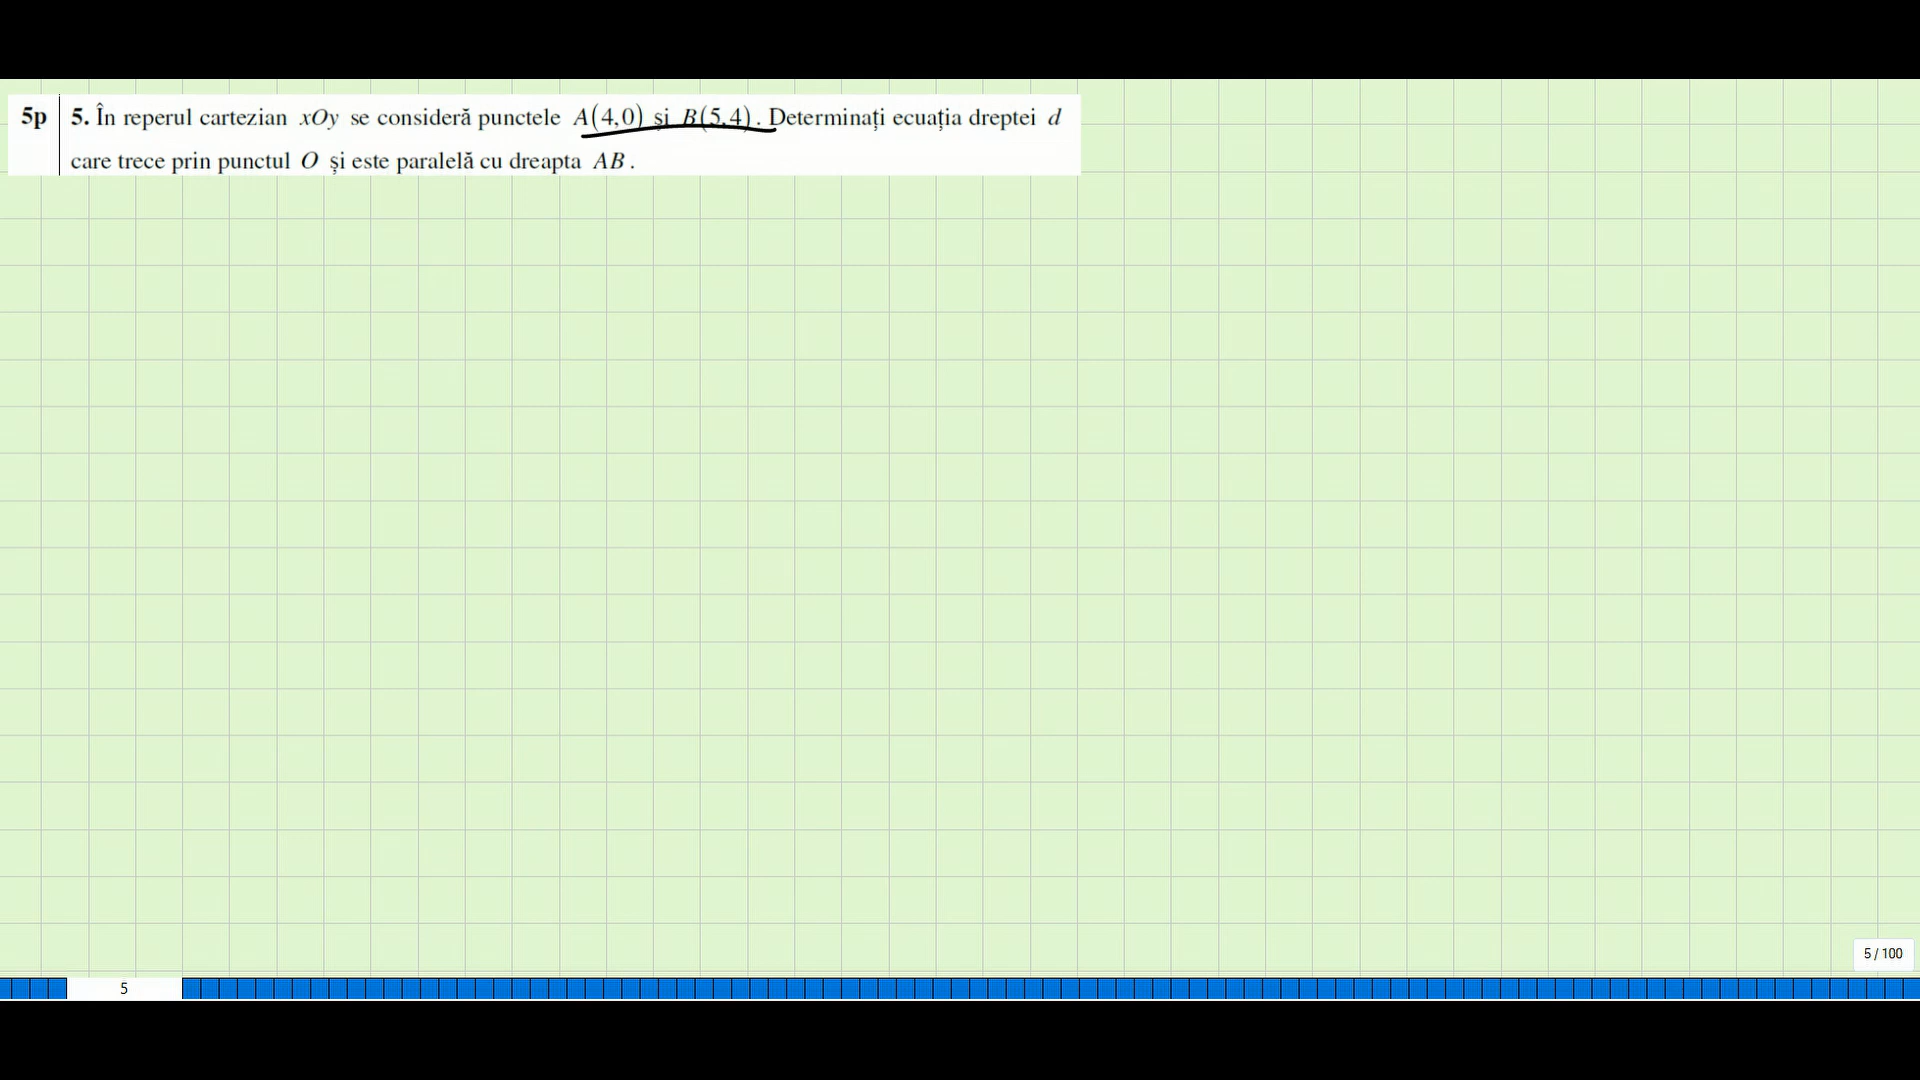 5p 5. În reperul cartezian xOy se consideră punctele A(4,0) și B(5,4). Determinați ecuația dreptei d
care trece prin punctul O și este paralelă cu dreapta AB.
5 / 100
5